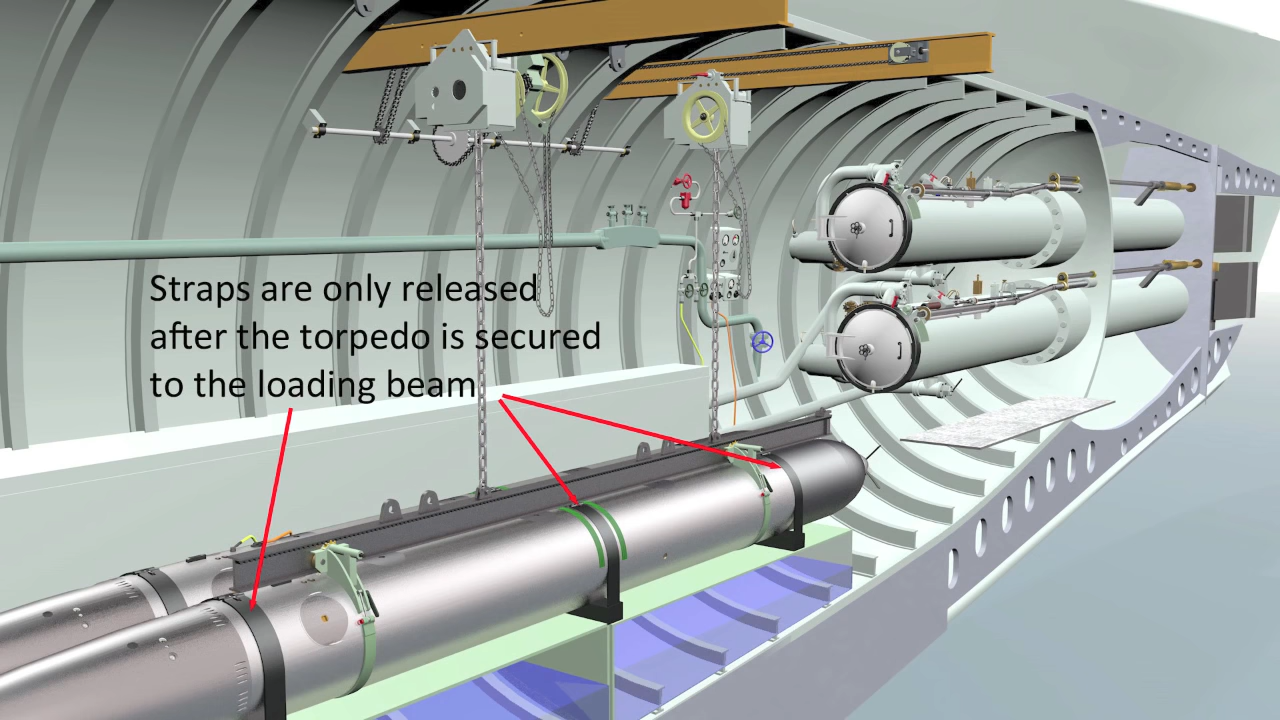 Straps are only released
after the torpedo is secured
to the loading beam